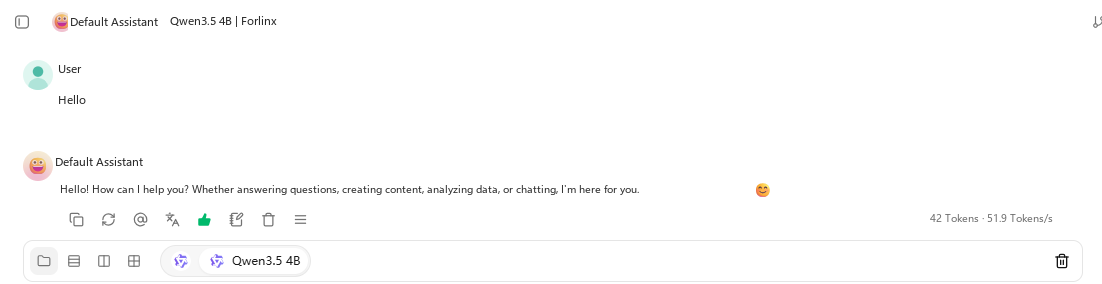 Default Assistant Qwen3.5 4B | Forlinx
User
Hello
Default Assistant
Hello! How can I help you? Whether answering questions, creating content, analyzing data, or chatting, I'm here for you. 😊
42 Tokens · 51.9 Tokens/s
Qwen3.5 4B